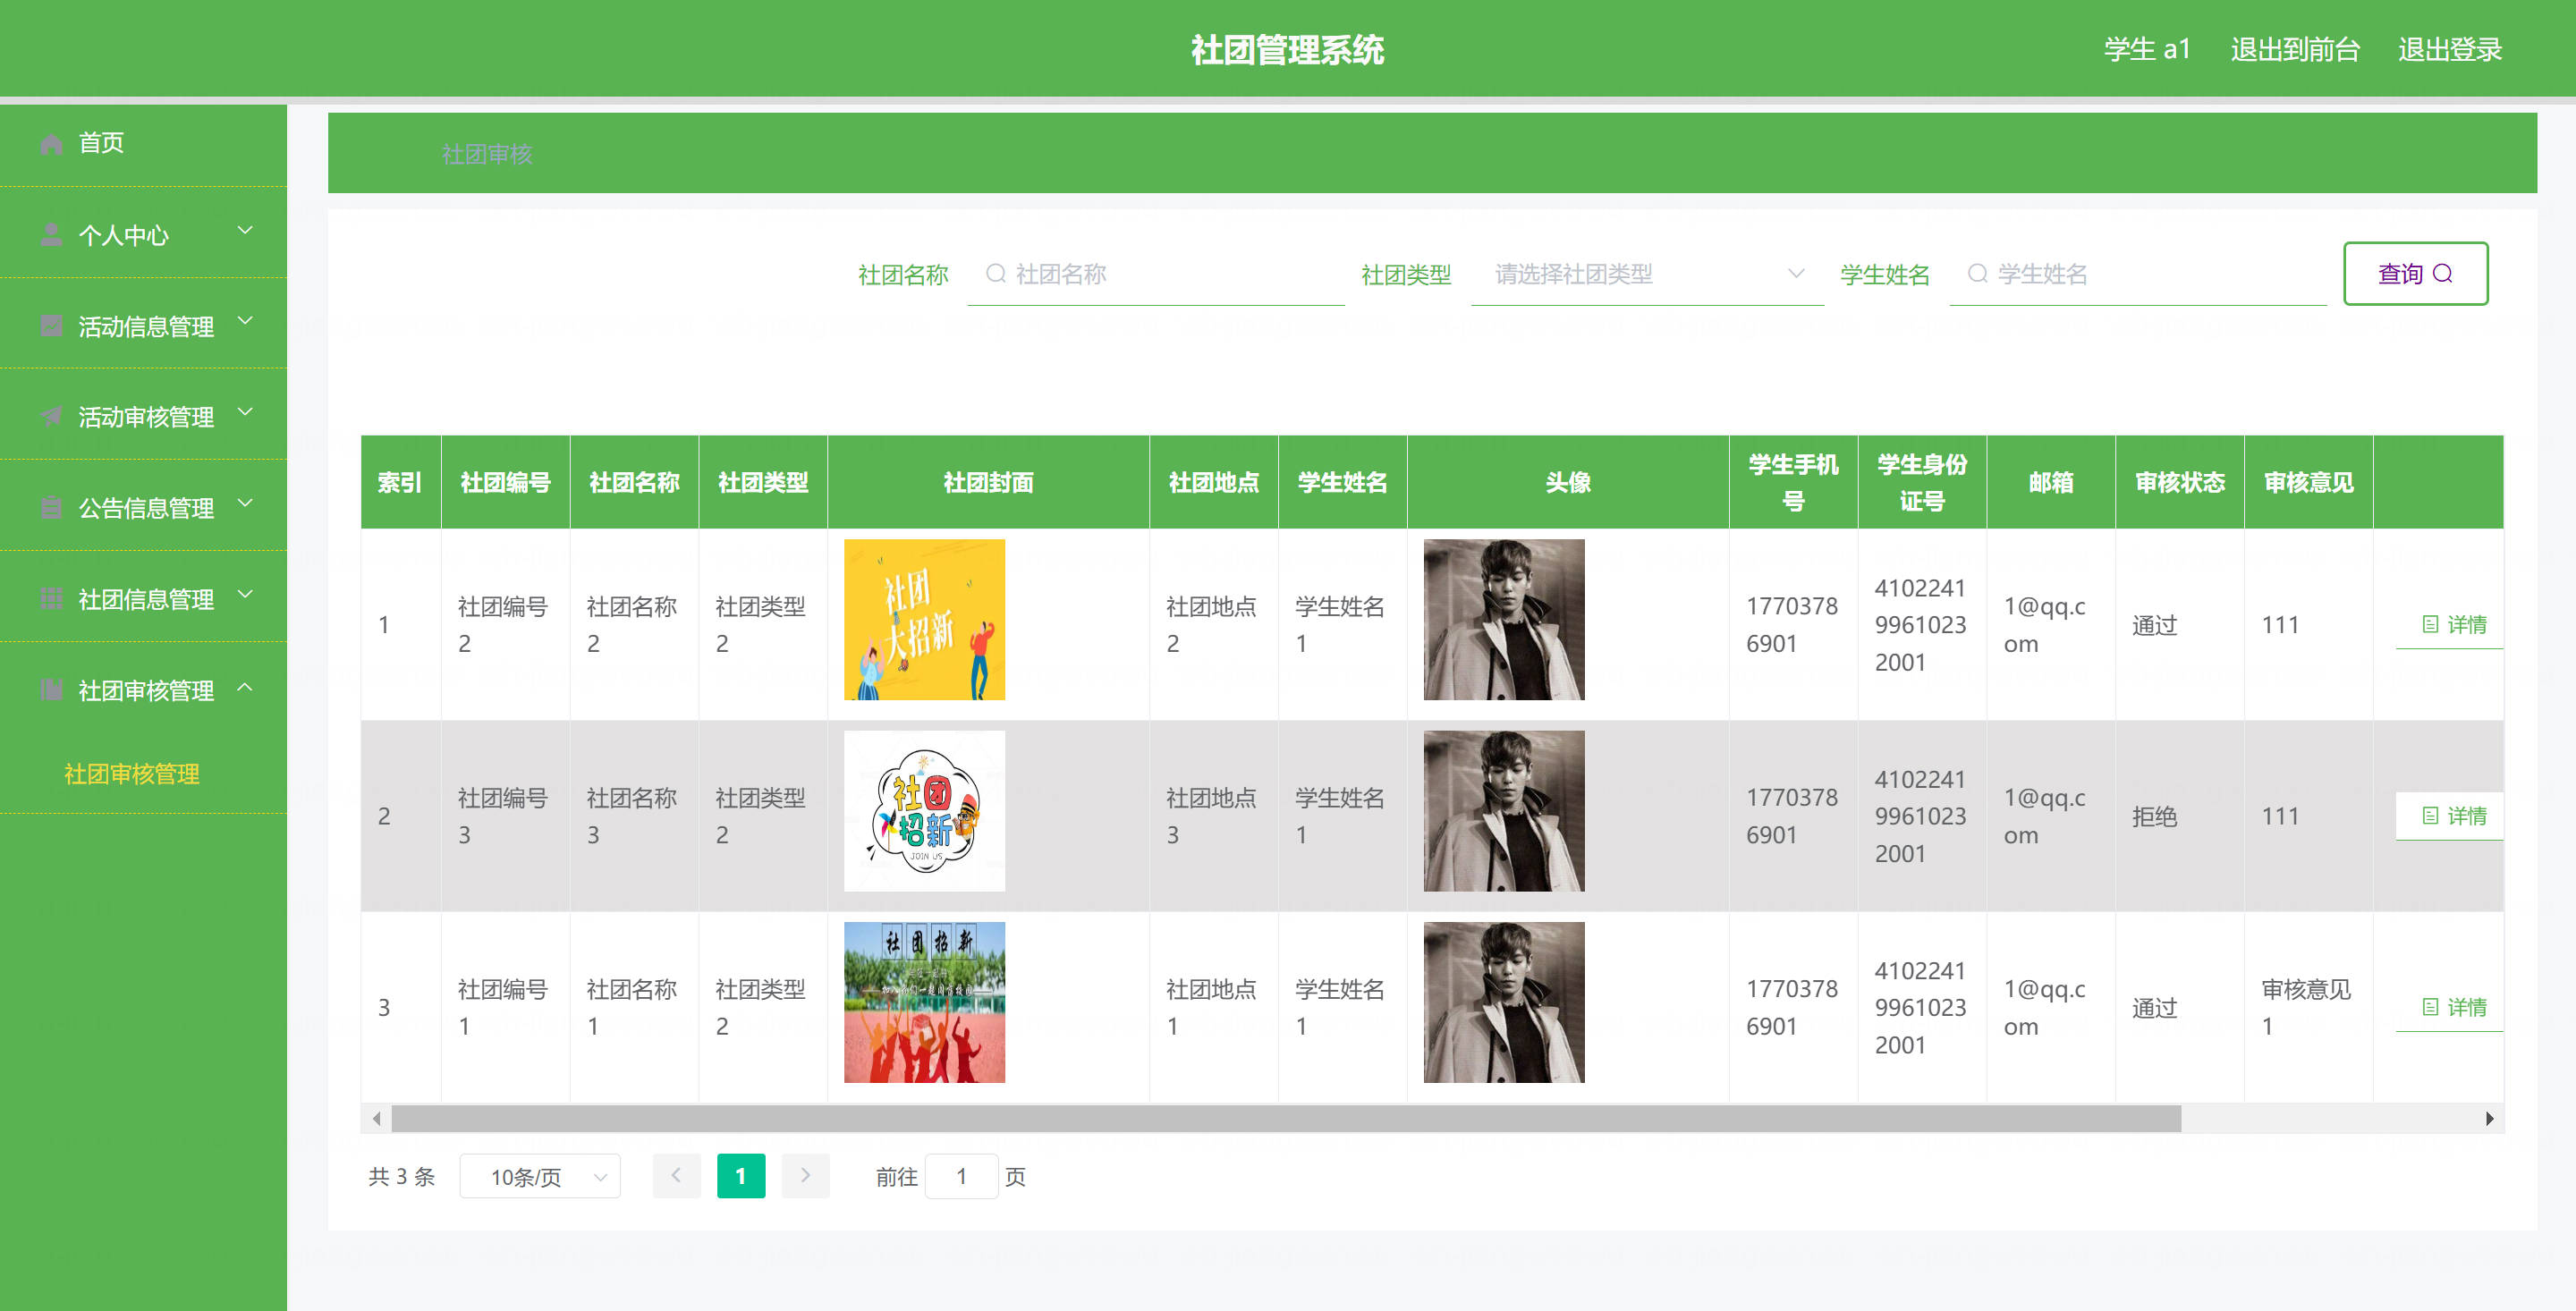 社团管理系统
学生 a1 退出到前台 退出登录
首页
个人中心
活动信息管理
活动审核管理
公告信息管理
社团信息管理
社团审核管理
社团审核管理
社团审核
社团名称 社团名称 社团类型 请选择社团类型 学生姓名 学生姓名 查询
索引 社团编号 社团名称 社团类型 社团封面 社团地点 学生姓名 头像 学生手机号 学生身份证号 邮箱 审核状态 审核意见
1 社团编号2 社团名称2 社团类型2 社团地点2 学生姓名1 17703786901 410224199610232001 1@qq.com 通过 111 详情
社团
大招新
2 社团编号3 社团名称3 社团类型2 社团地点3 学生姓名1 17703786901 410224199610232001 1@qq.com 拒绝 111 详情
社团
招新
JOIN US
3 社团编号1 社团名称1 社团类型2 社团地点1 学生姓名1 17703786901 410224199610232001 1@qq.com 通过 审核意见1 详情
社团招新
共 3 条 10条/页 1 前往 1 页